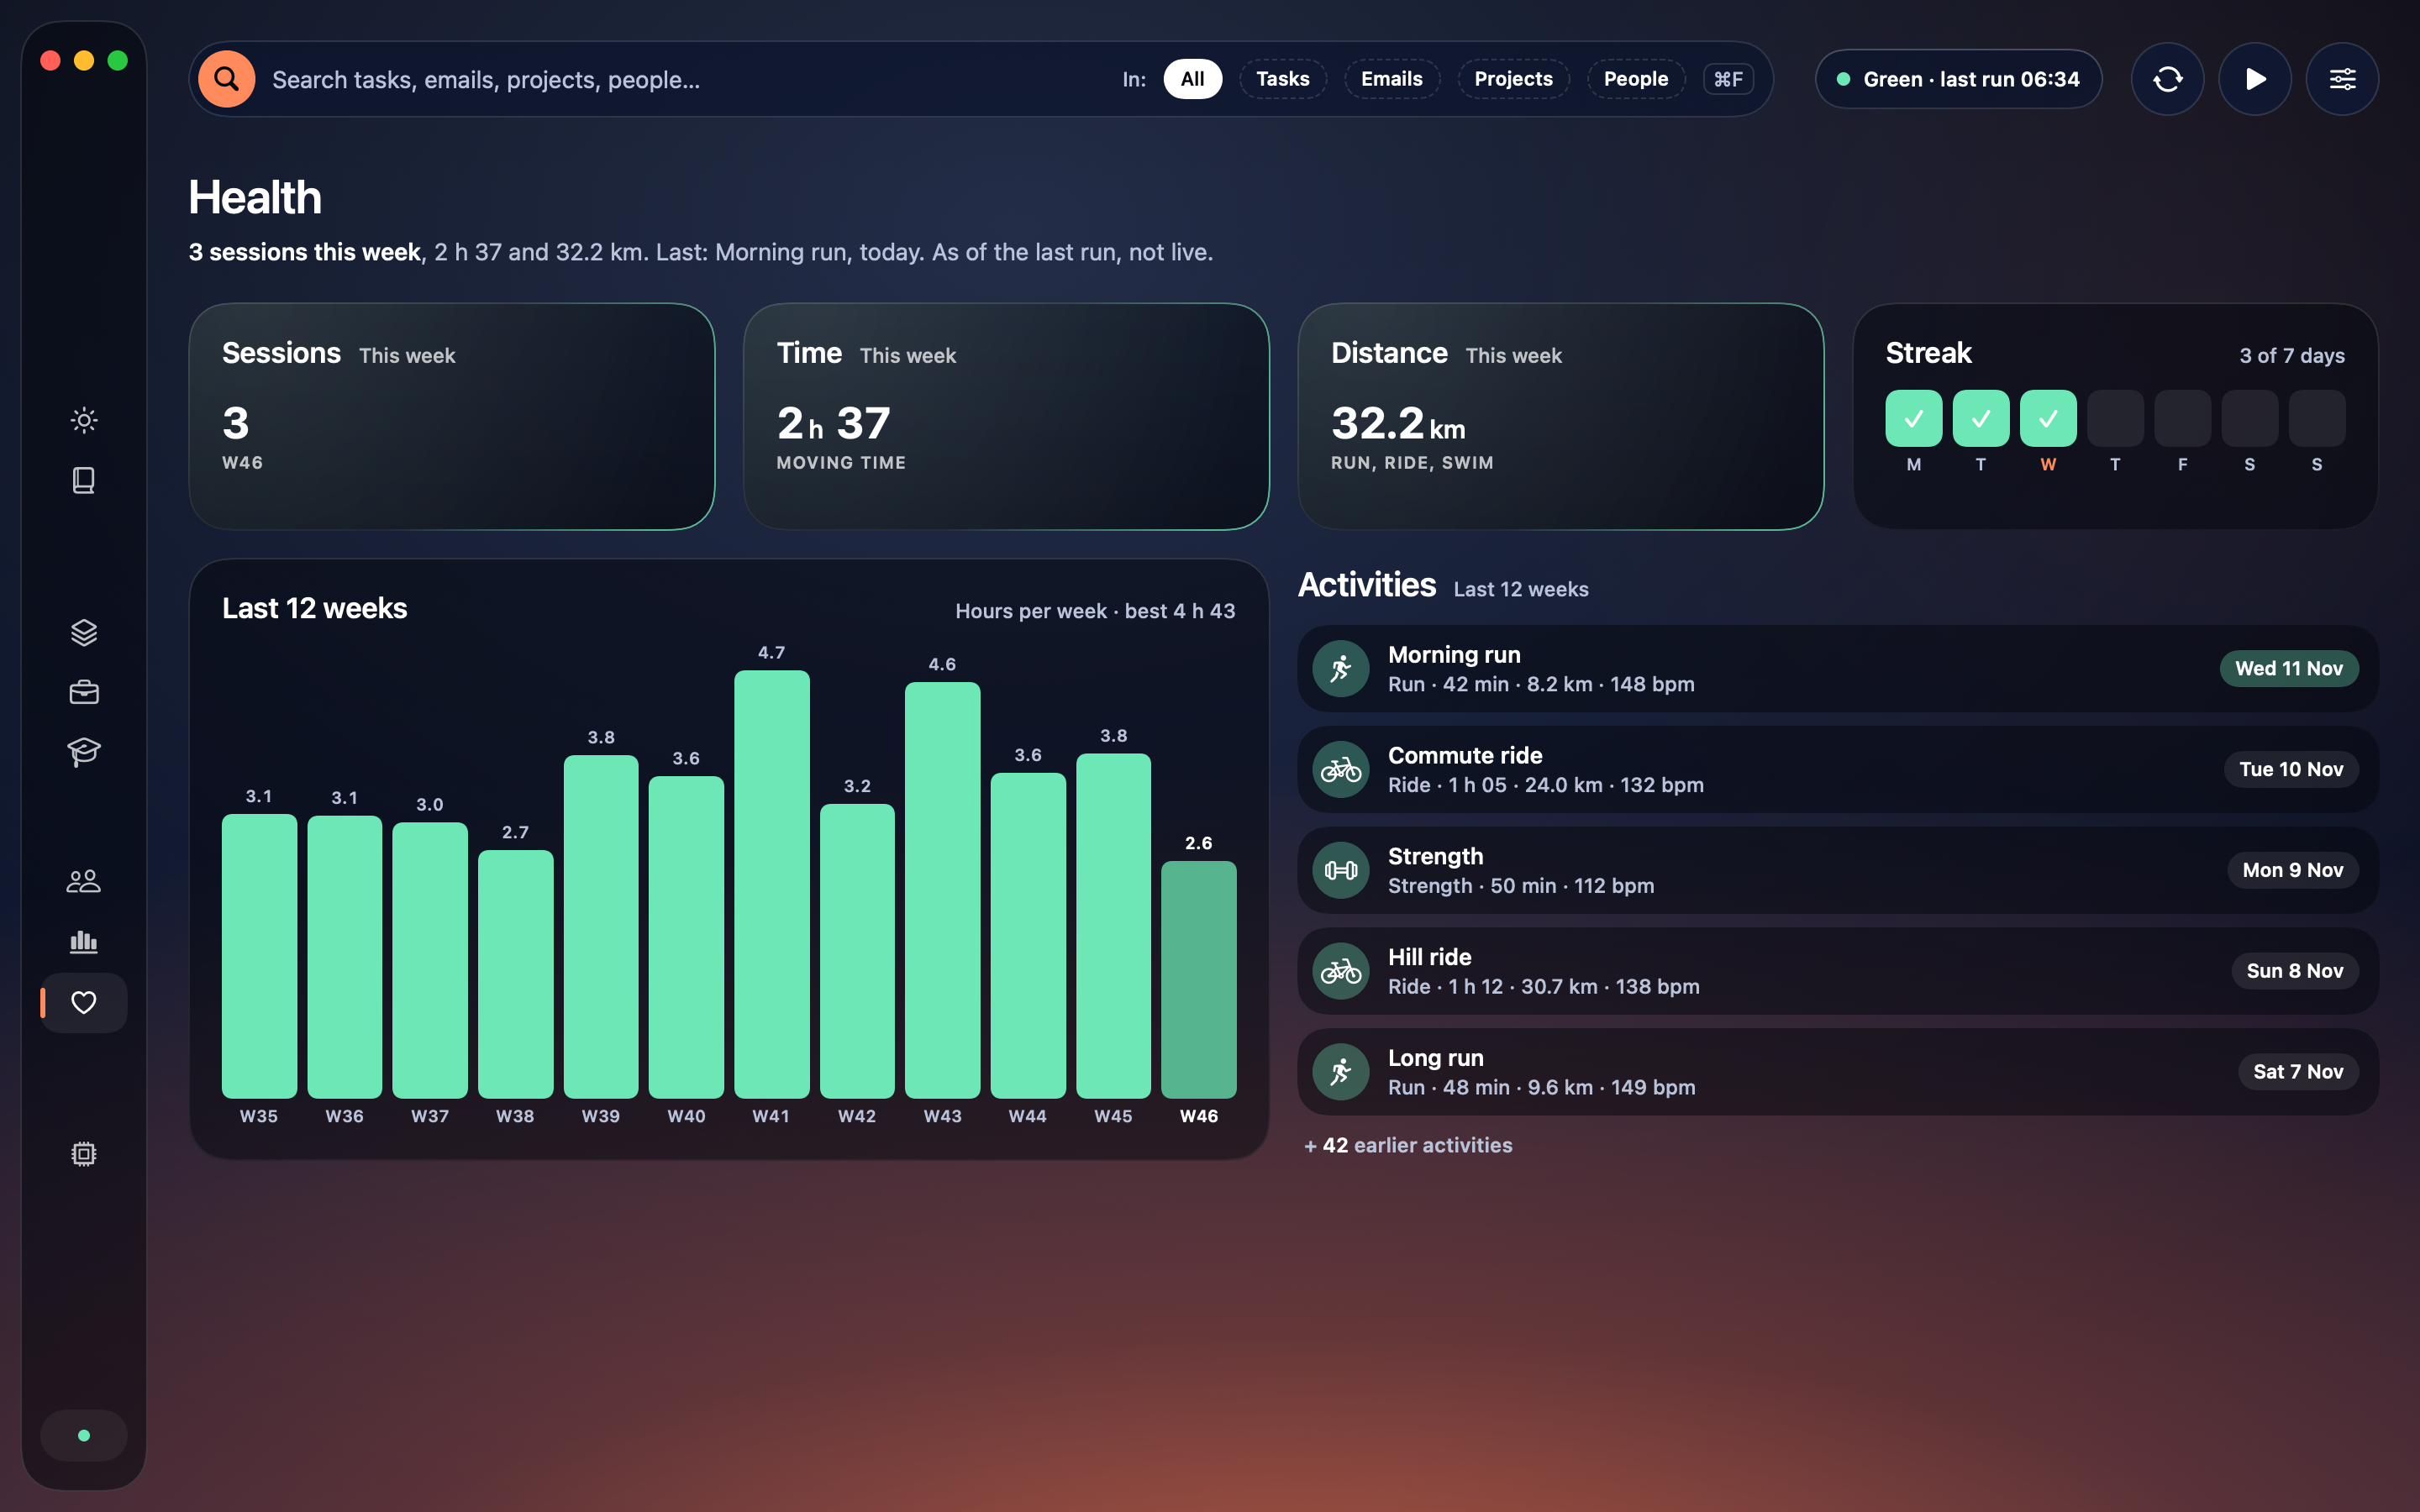 Search tasks, emails, projects, people...
In: All Tasks Emails Projects People ⌘F
Green · last run 06:34
Health
3 sessions this week, 2 h 37 and 32.2 km. Last: Morning run, today. As of the last run, not live.
Sessions This week
3
W46
Time This week
2 h 37
MOVING TIME
Distance This week
32.2 km
RUN, RIDE, SWIM
Streak 3 of 7 days
M T W T F S S
Last 12 weeks Hours per week · best 4 h 43
3.1 3.1 3.0 2.7 3.8 3.6 4.7 3.2 4.6 3.6 3.8 2.6
W35 W36 W37 W38 W39 W40 W41 W42 W43 W44 W45 W46
Activities Last 12 weeks
Morning run
Run · 42 min · 8.2 km · 148 bpm
Wed 11 Nov
Commute ride
Ride · 1 h 05 · 24.0 km · 132 bpm
Tue 10 Nov
Strength
Strength · 50 min · 112 bpm
Mon 9 Nov
Hill ride
Ride · 1 h 12 · 30.7 km · 138 bpm
Sun 8 Nov
Long run
Run · 48 min · 9.6 km · 149 bpm
Sat 7 Nov
+ 42 earlier activities